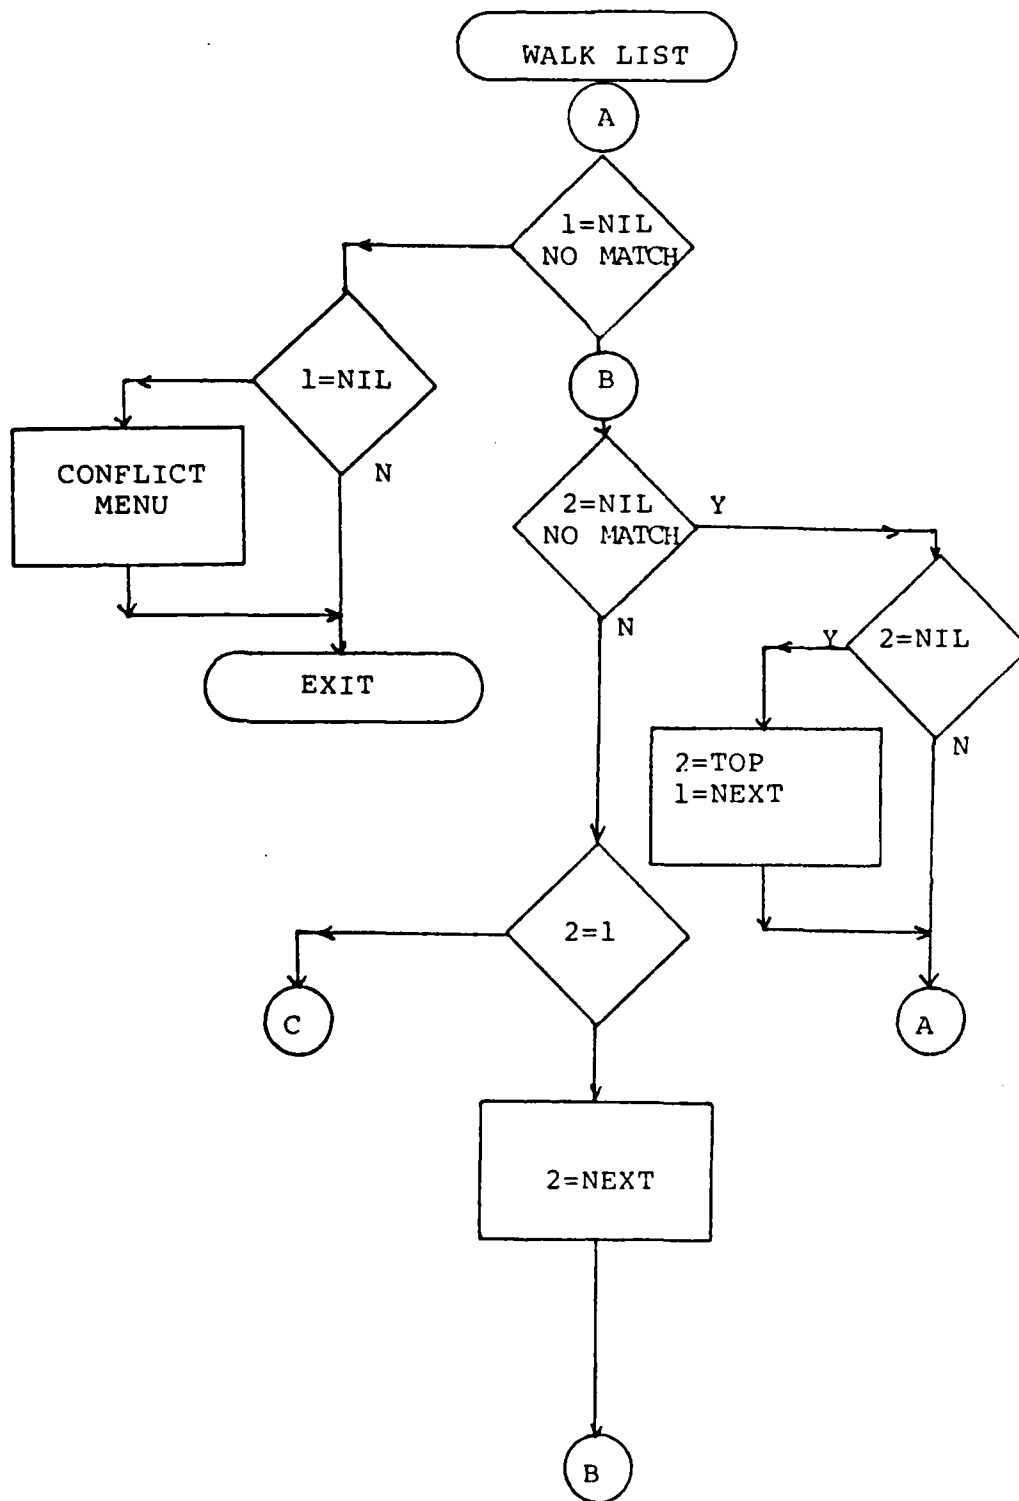 WALK LIST
A
1=NIL
NO MATCH
1=NIL
N
CONFLICT
MENU
EXIT
B
2=NIL
NO MATCH
Y
N
2=NIL
Y
N
2=TOP
1=NEXT
A
2=1
C
2=NEXT
B